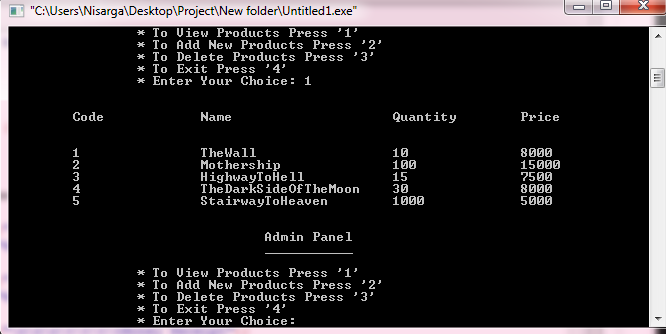 "C:\Users\Nisarga\Desktop\Project\New folder\Untitled1.exe"
* To View Products Press '1'
* To Add New Products Press '2'
* To Delete Products Press '3'
* To Exit Press '4'
* Enter Your Choice: 1
Code Name Quantity Price
1 TheWall 10 8000
2 Mothership 100 15000
3 HighwayToHell 15 7500
4 TheDarkSideOfTheMoon 30 8000
5 StairwayToHeaven 1000 5000
Admin Panel
* To View Products Press '1'
* To Add New Products Press '2'
* To Delete Products Press '3'
* To Exit Press '4'
* Enter Your Choice: